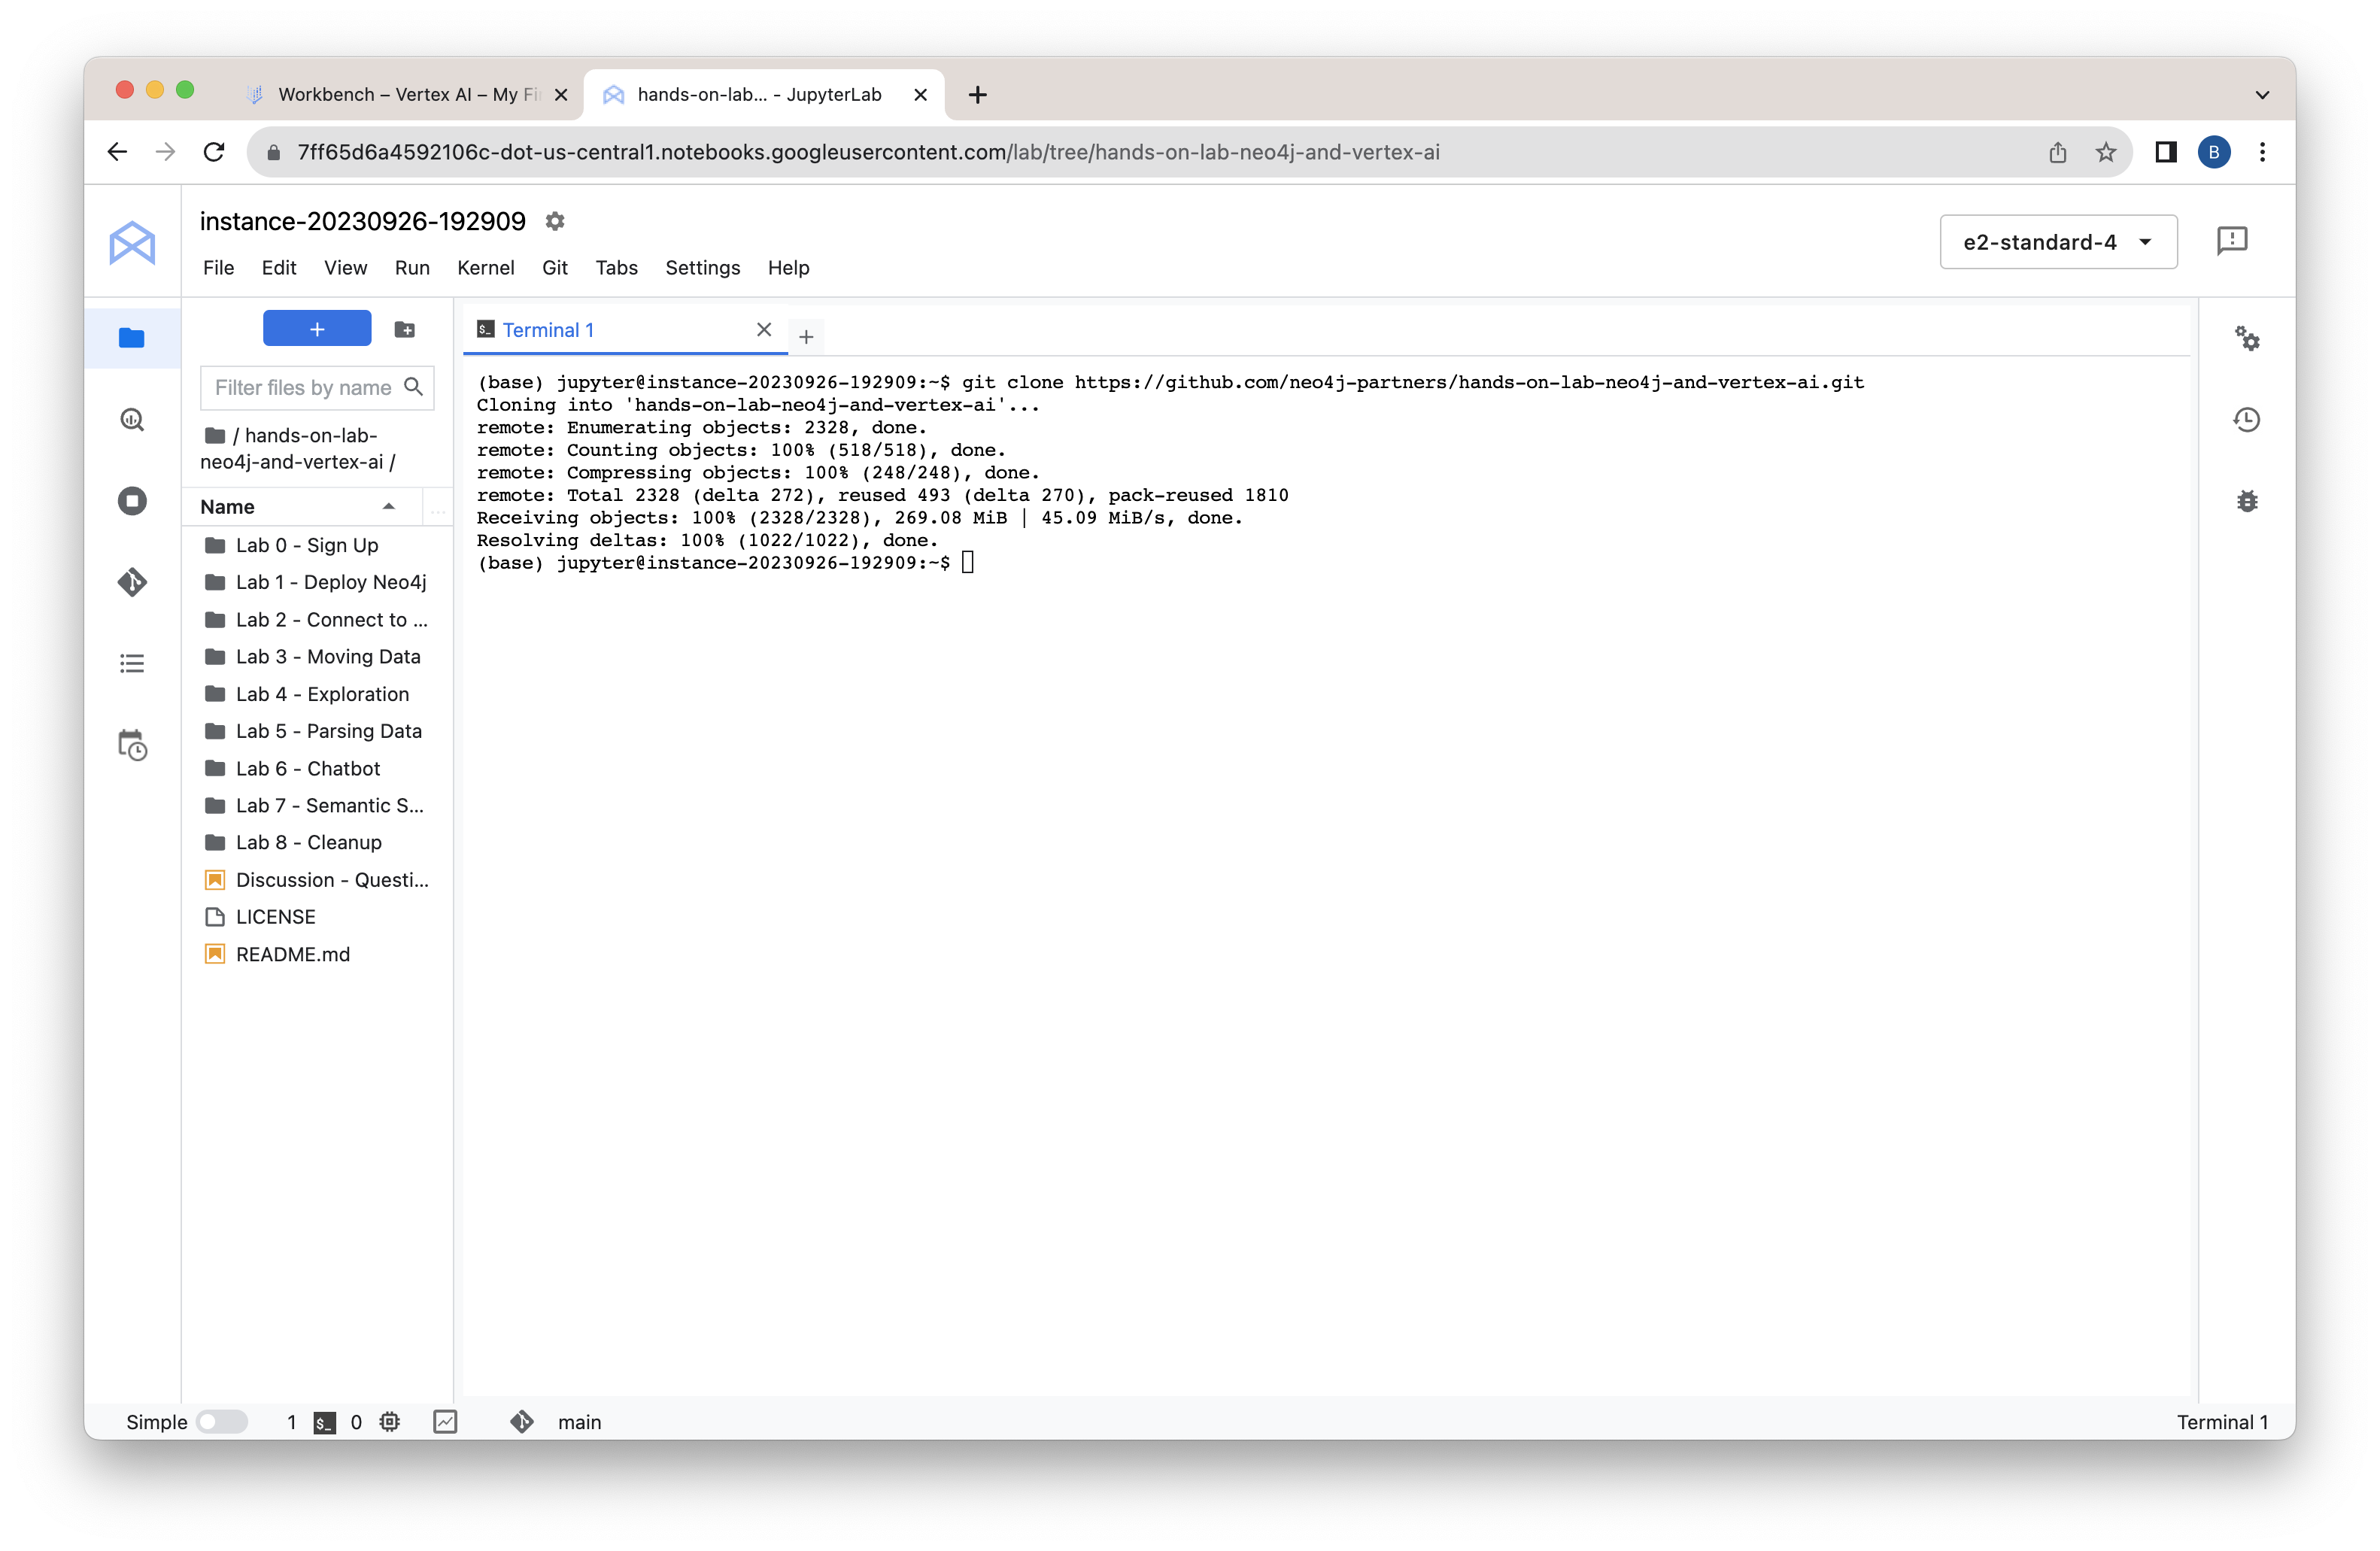 Workbench – Vertex AI – My Fi
hands-on-lab... - JupyterLab
7ff65d6a4592106c-dot-us-central1.notebooks.googleusercontent.com/lab/tree/hands-on-lab-neo4j-and-vertex-ai
B
instance-20230926-192909
e2-standard-4
File Edit View Run Kernel Git Tabs Settings Help
+
Filter files by name
/ hands-on-lab-
neo4j-and-vertex-ai /
Name
...
Lab 0 - Sign Up
Lab 1 - Deploy Neo4j
Lab 2 - Connect to ...
Lab 3 - Moving Data
Lab 4 - Exploration
Lab 5 - Parsing Data
Lab 6 - Chatbot
Lab 7 - Semantic S...
Lab 8 - Cleanup
Discussion - Questi...
LICENSE
README.md
Terminal 1
(base) jupyter@instance-20230926-192909:~$ git clone https://github.com/neo4j-partners/hands-on-lab-neo4j-and-vertex-ai.git
Cloning into 'hands-on-lab-neo4j-and-vertex-ai'...
remote: Enumerating objects: 2328, done.
remote: Counting objects: 100% (518/518), done.
remote: Compressing objects: 100% (248/248), done.
remote: Total 2328 (delta 272), reused 493 (delta 270), pack-reused 1810
Receiving objects: 100% (2328/2328), 269.08 MiB | 45.09 MiB/s, done.
Resolving deltas: 100% (1022/1022), done.
(base) jupyter@instance-20230926-192909:~$
Simple 1 $_ 0 main
Terminal 1